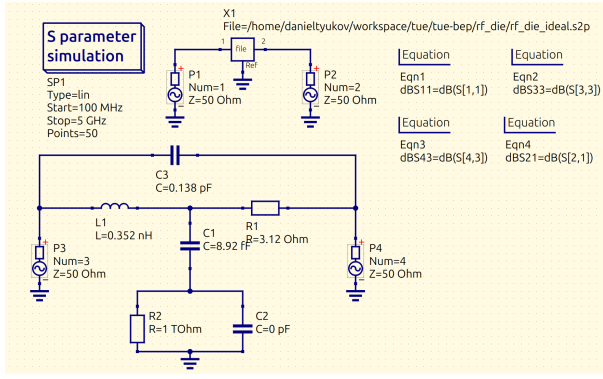 S parameter
simulation
SP1
Type=lin
Start=100 MHz
Stop=5 GHz
Points=50
X1
File=/home/danieltyukov/workspace/tue/tue-bep/rf_die/rf_die_ideal.s2p
1
file
2
Ref
+
P1
Num=1
Z=50 Ohm
+
P2
Num=2
Z=50 Ohm
Equation
Eqn1
dBS11=dB(S[1,1])
Equation
Eqn2
dBS33=dB(S[3,3])
Equation
Eqn3
dBS43=dB(S[4,3])
Equation
Eqn4
dBS21=dB(S[2,1])
C3
C=0.138 pF
L1
L=0.352 nH
C1
C=8.92 fF
R1
R=3.12 Ohm
+
P3
Num=3
Z=50 Ohm
+
P4
Num=4
Z=50 Ohm
R2
R=1 TOhm
C2
C=0 pF